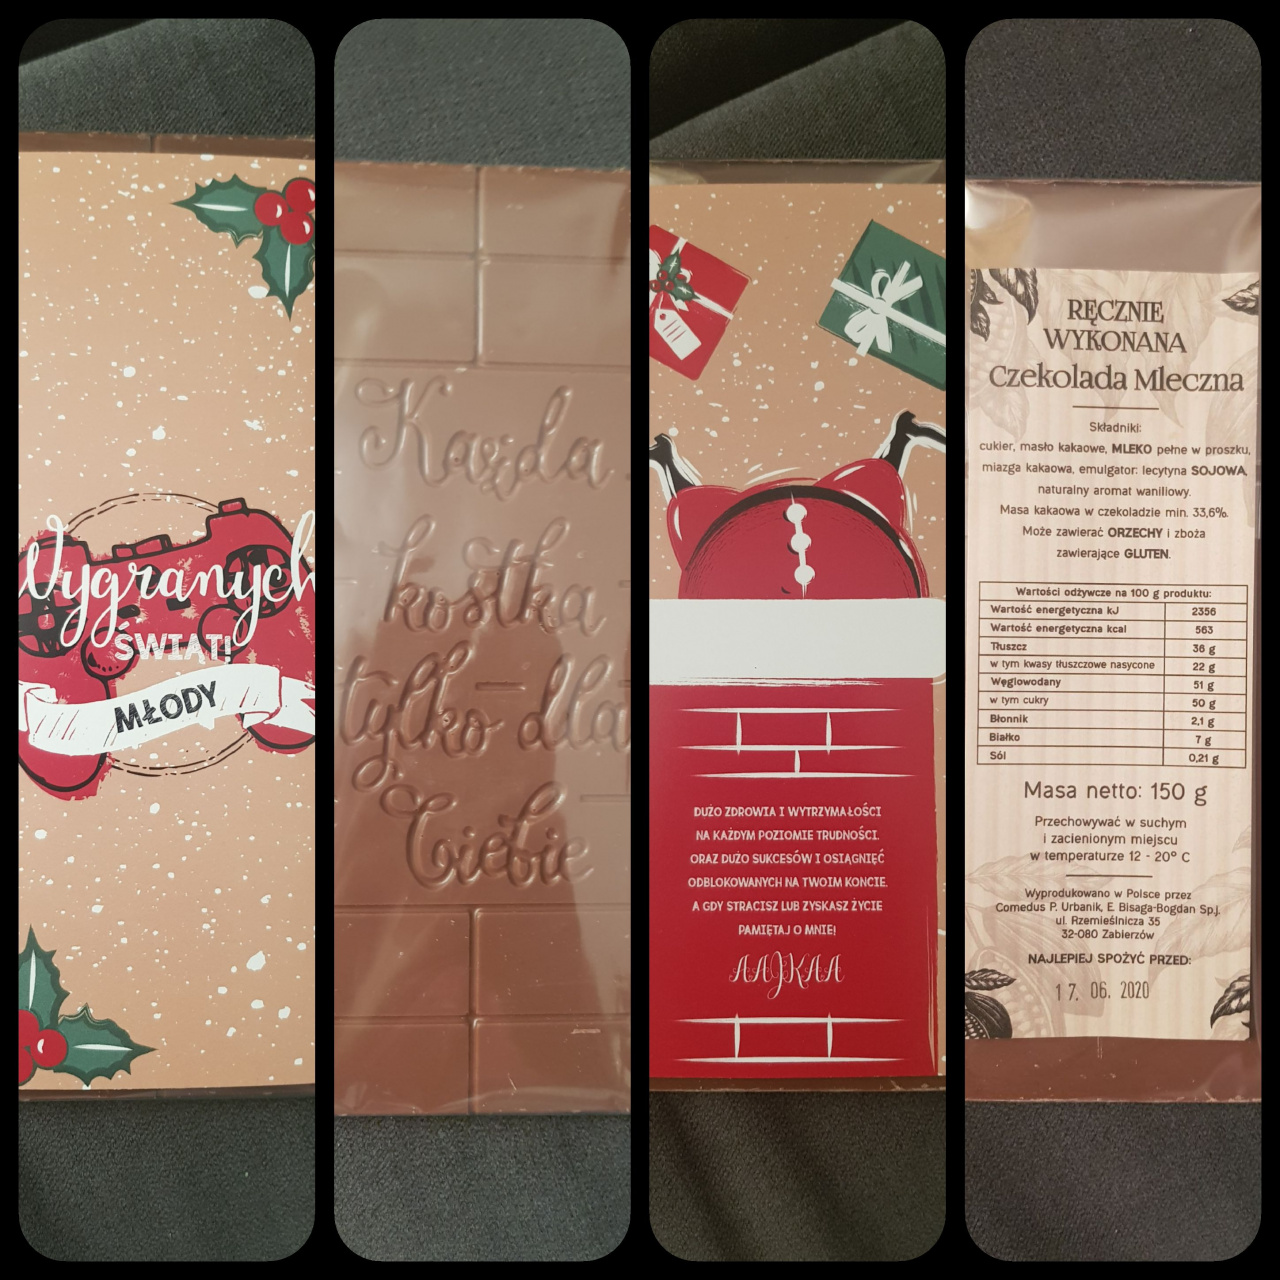 Wygranych
ŚWIĄT!
MŁODY
Każda
kostka
tylko dla
Ciebie
DUŻO ZDROWIA I WYTRZYMAŁOŚCI
NA KAŻDYM POZIOMIE TRUDNOŚCI.
ORAZ DUŻO SUKCESÓW I OSIĄGNIĘĆ
ODBLOKOWANYCH NA TWOIM KONCIE.
A GDY STRACISZ LUB ZYSKASZ ŻYCIE
PAMIĘTAJ O MNIE!
AAJKAA
RĘCZNIE
WYKONANA
Czekolada Mleczna
Składniki:
cukier, masło kakaowe, MLEKO pełne w proszku,
miazga kakaowa, emulgator: lecytyna SOJOWA,
naturalny aromat waniliowy.
Masa kakaowa w czekoladzie min. 33,6%.
Może zawierać ORZECHY i zboża
zawierające GLUTEN.
Wartości odżywcze na 100 g produktu:
Wartość energetyczna kJ 2356
Wartość energetyczna kcal 563
Tłuszcz 36 g
w tym kwasy tłuszczowe nasycone 22 g
Węglowodany 51 g
w tym cukry 50 g
Błonnik 2,1 g
Białko 7 g
Sól 0,21 g
Masa netto: 150 g
Przechowywać w suchym
i zacienionym miejscu
w temperaturze 12 - 20° C
Wyprodukowano w Polsce przez
Comedus P. Urbanik, E. Bisaga-Bogdan Sp.j.
ul. Rzemieślnicza 35
32-080 Zabierzów
NAJLEPIEJ SPOŻYĆ PRZED:
17. 06. 2020